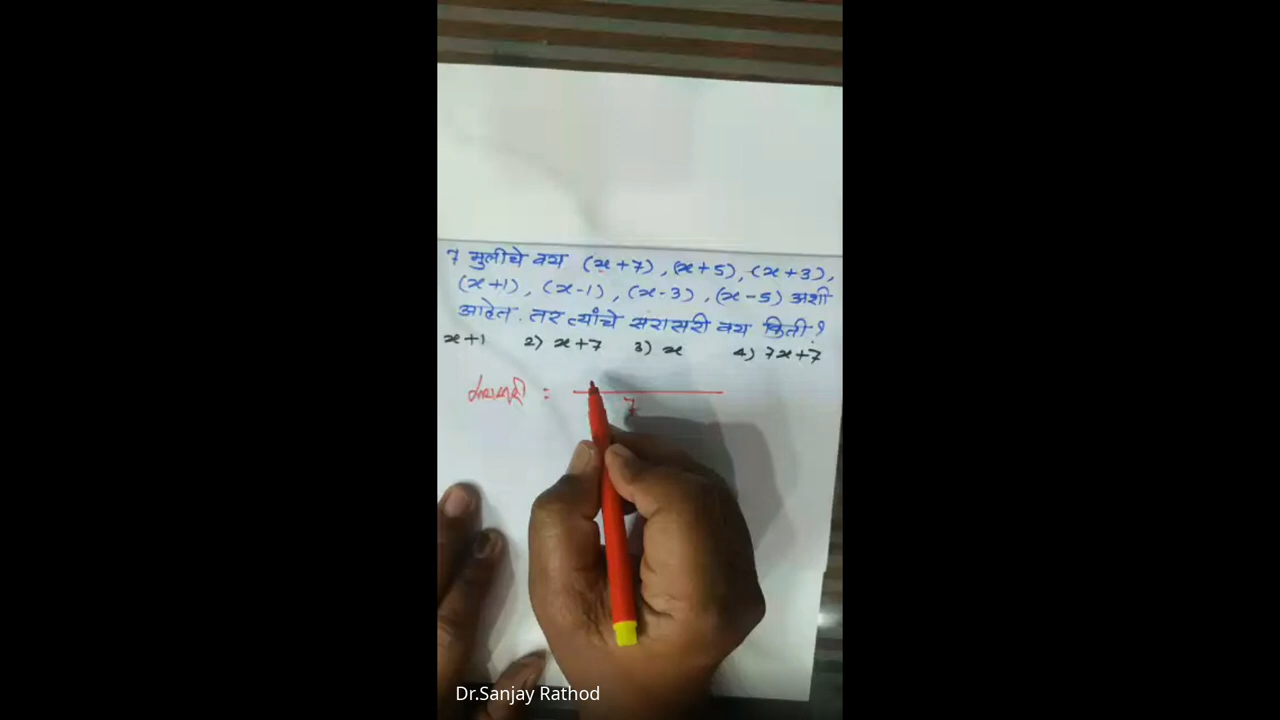 7 मुलीचे वय (x+7), (x+5), (x+3),
(x+1), (x-1), (x-3), (x-5) अशी
आहेत. तर त्यांचे सरासरी वय किती?
x+1 2) x+7 3) x 4) 7x+7
सरासरी =
7
Dr.Sanjay Rathod